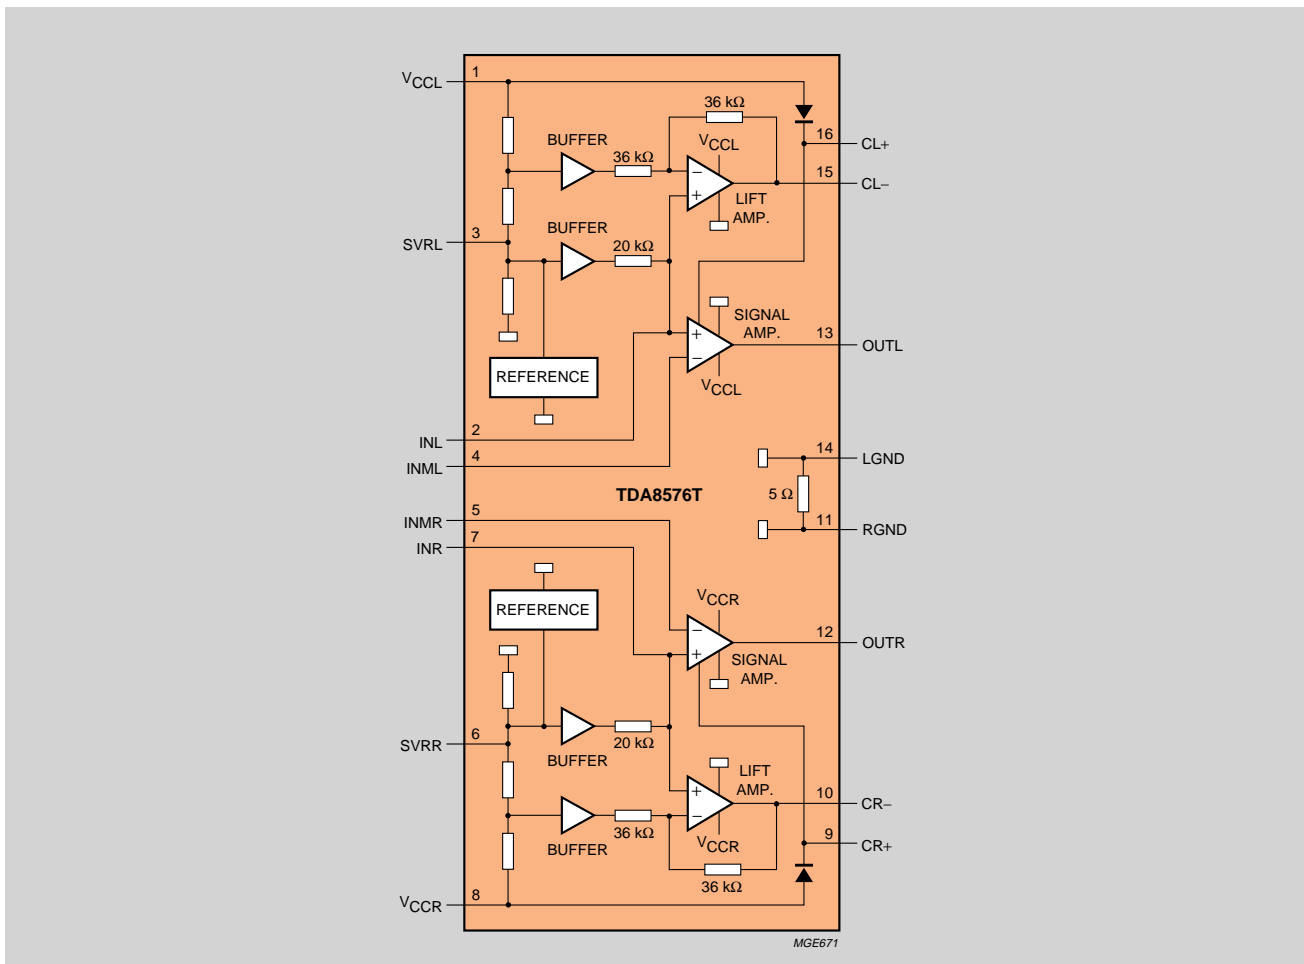 VCCL
1
36 kΩ
16
CL+
VCCL
BUFFER
36 kΩ
−
+
15
CL−
LIFT
AMP.
3
SVRL
BUFFER
20 kΩ
SIGNAL
AMP.
13
OUTL
+
−
VCCL
REFERENCE
2
INL
4
INML
14
LGND
TDA8576T
5 Ω
5
INMR
11
RGND
7
INR
REFERENCE
VCCR
−
+
12
OUTR
SIGNAL
AMP.
6
SVRR
20 kΩ
BUFFER
LIFT
AMP.
+
−
10
CR−
36 kΩ
BUFFER
VCCR
9
CR+
36 kΩ
8
VCCR
MGE671